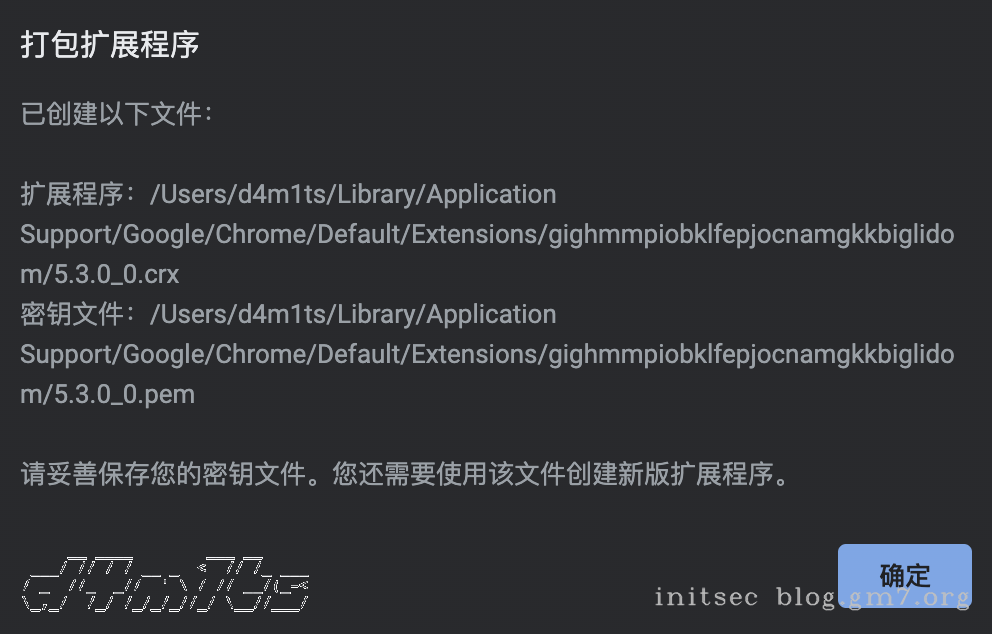 打包扩展程序
已创建以下文件：
扩展程序：/Users/d4m1ts/Library/Application
Support/Google/Chrome/Default/Extensions/gighmmpiobklfepjocnamgkkbiglido
m/5.3.0_0.crx
密钥文件：/Users/d4m1ts/Library/Application
Support/Google/Chrome/Default/Extensions/gighmmpiobklfepjocnamgkkbiglido
m/5.3.0_0.pem
请妥善保存您的密钥文件。您还需要使用该文件创建新版扩展程序。
确定
d4m1ts
initsec blog.gm7.org